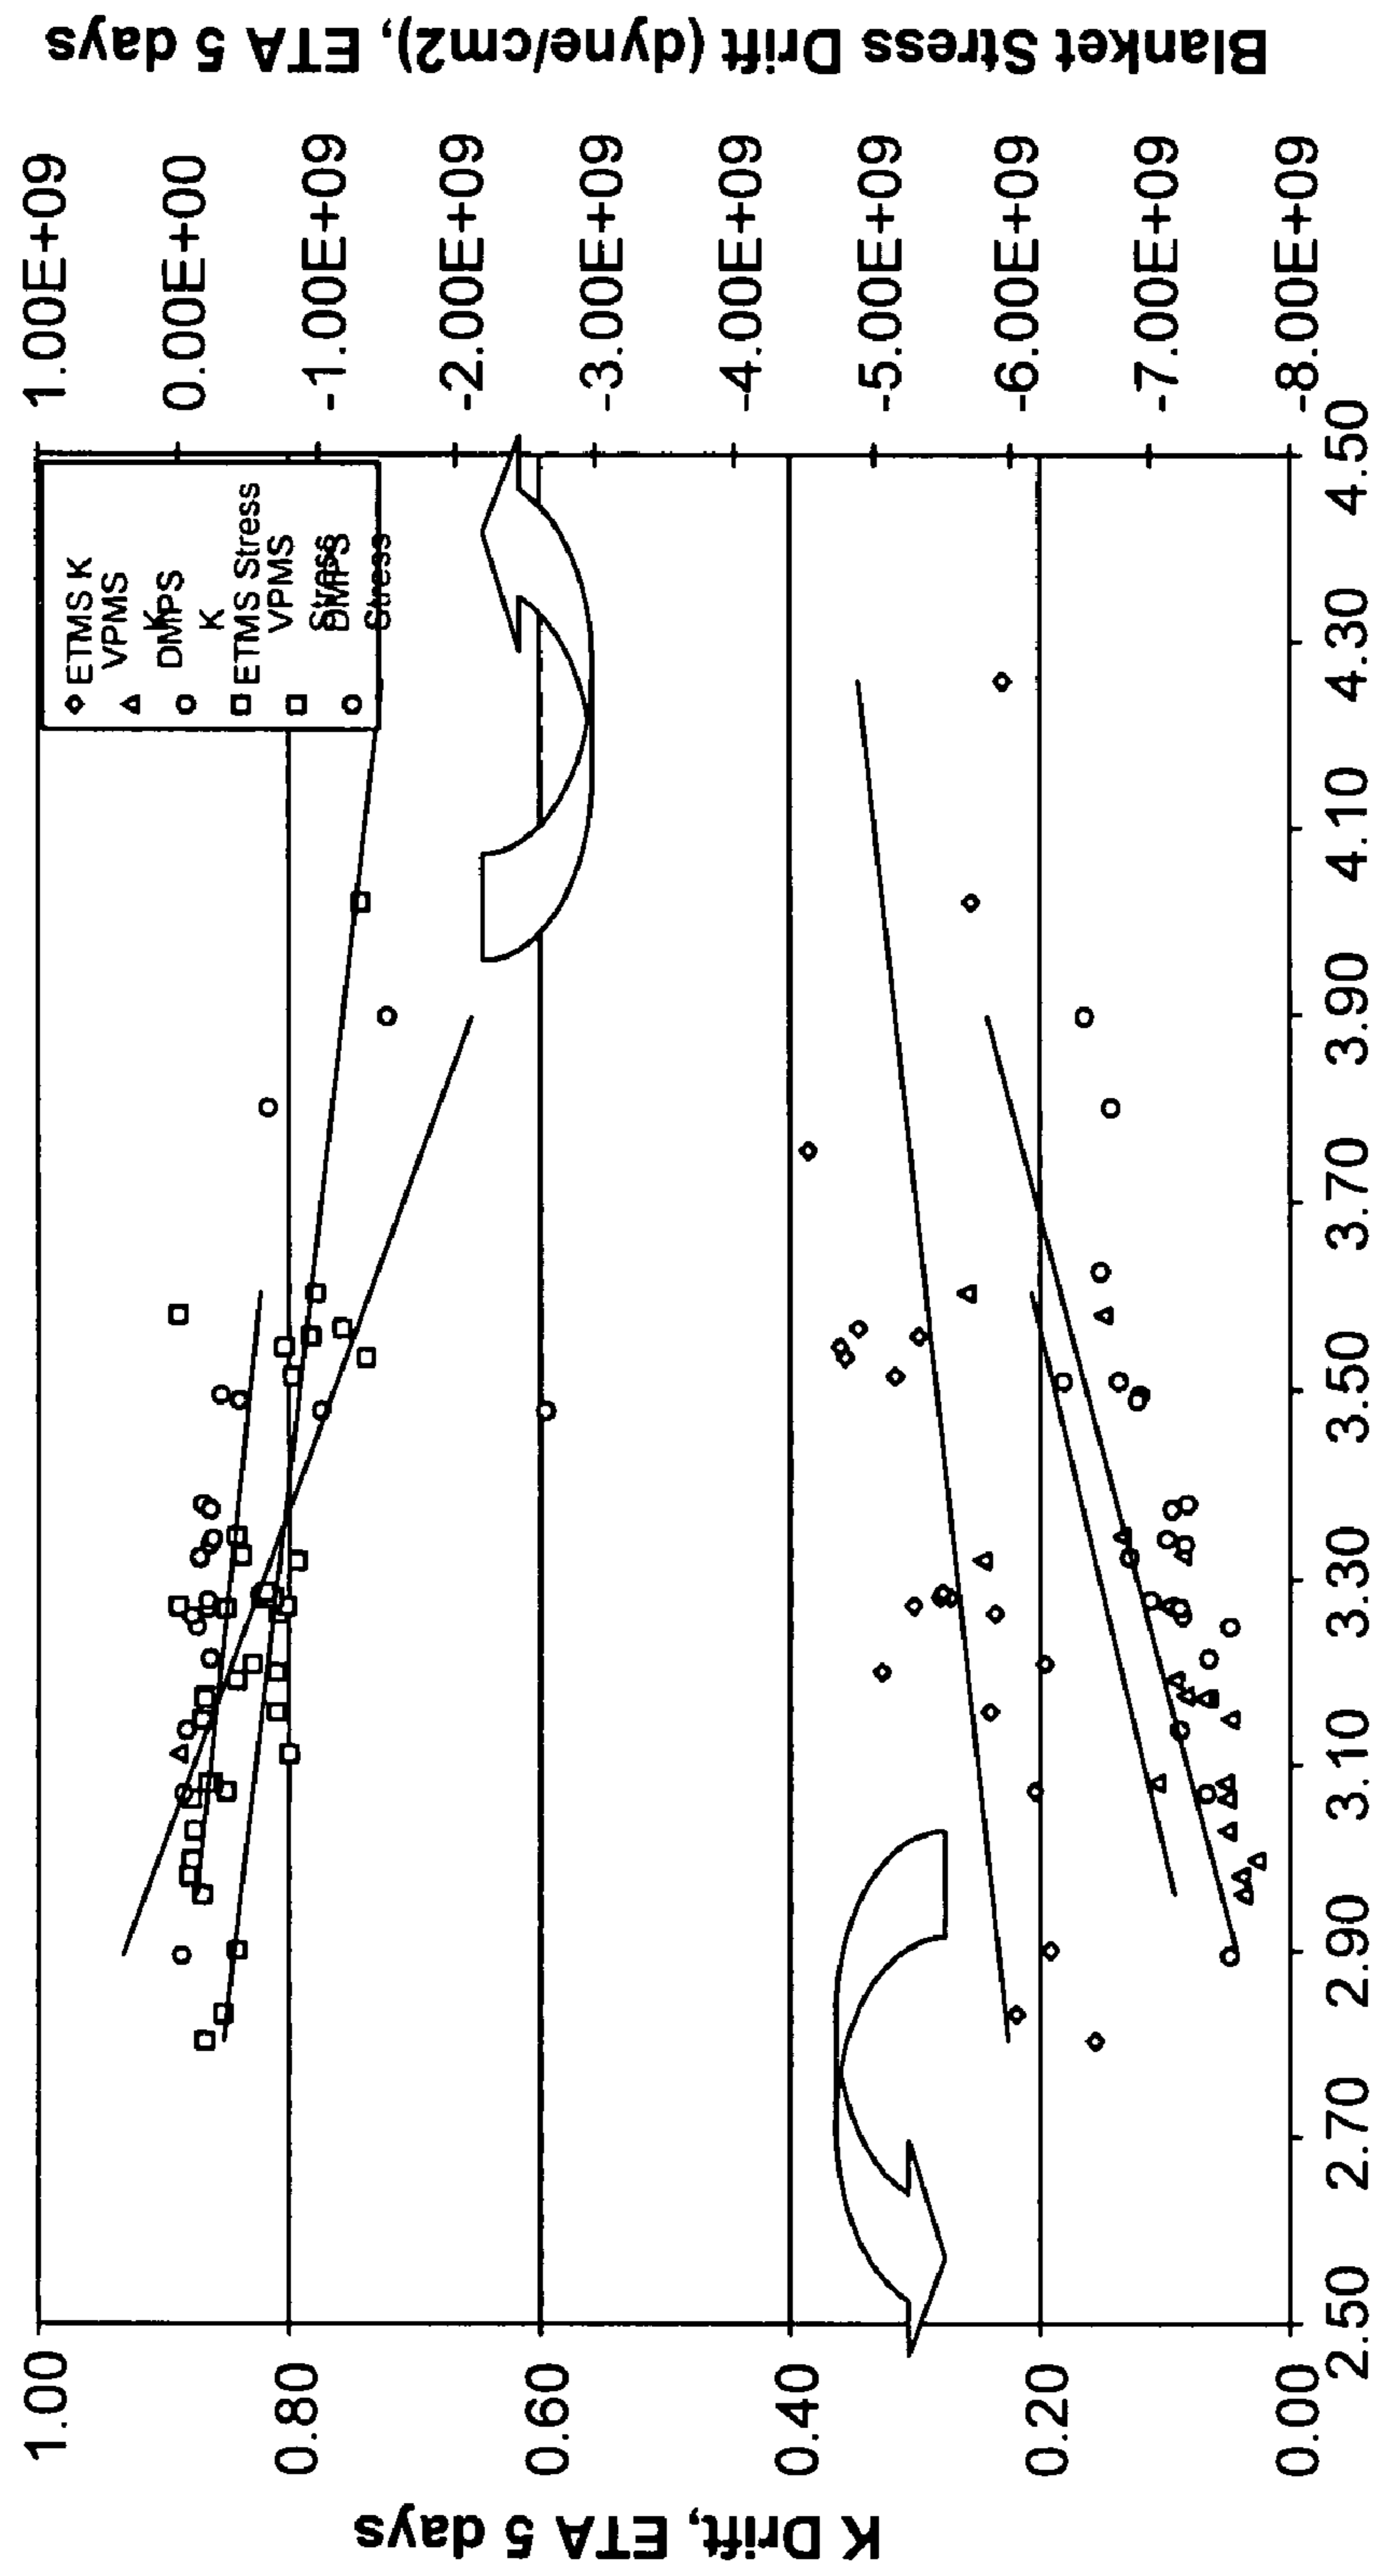 Blanket Stress Drift (dyne/cm2), ETA 5 days
1.00E+09
0.00E+00
-1.00E+09
-2.00E+09
-3.00E+09
-4.00E+09
-5.00E+09
-6.00E+09
-7.00E+09
-8.00E+09
ETMS K
VPMS
K
DMPS
K
ETMS Stress
VPMS
Stress
DMPS
Stress
1.00
0.80
0.60
0.40
0.20
0.00
K Drift, ETA 5 days
2.50
2.70
2.90
3.10
3.30
3.50
3.70
3.90
4.10
4.30
4.50